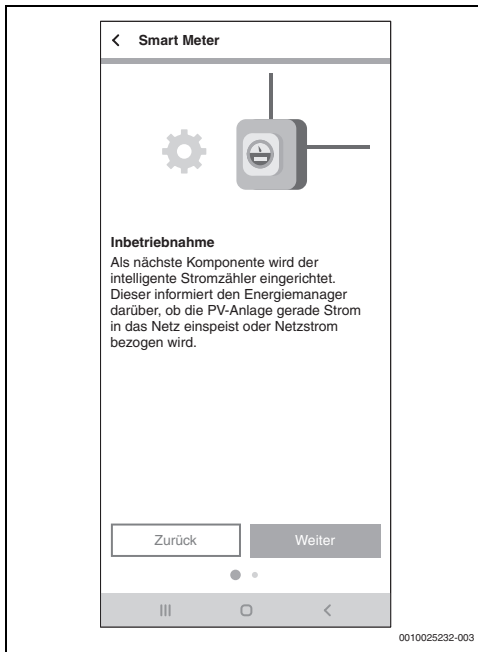 Smart Meter
Inbetriebnahme
Als nächste Komponente wird der
intelligente Stromzähler eingerichtet.
Dieser informiert den Energiemanager
darüber, ob die PV-Anlage gerade Strom
in das Netz einspeist oder Netzstrom
bezogen wird.
Zurück
Weiter
0010025232-003